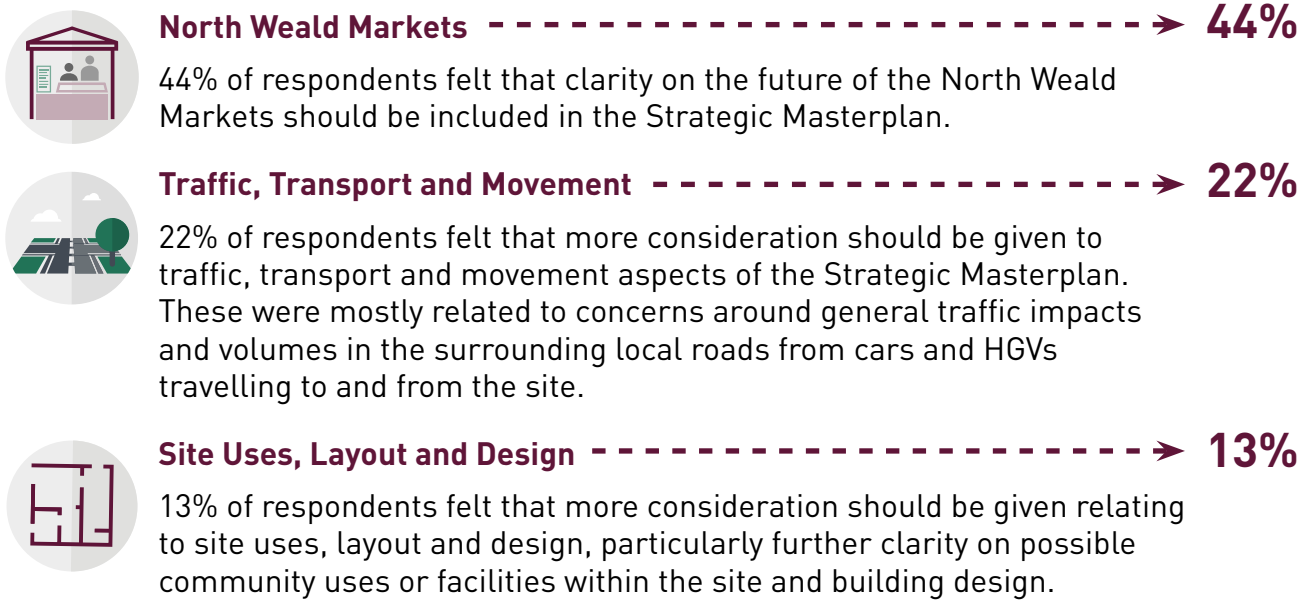 North Weald Markets 44%
44% of respondents felt that clarity on the future of the North Weald
Markets should be included in the Strategic Masterplan.
Traffic, Transport and Movement 22%
22% of respondents felt that more consideration should be given to
traffic, transport and movement aspects of the Strategic Masterplan.
These were mostly related to concerns around general traffic impacts
and volumes in the surrounding local roads from cars and HGVs
travelling to and from the site.
Site Uses, Layout and Design 13%
13% of respondents felt that more consideration should be given relating
to site uses, layout and design, particularly further clarity on possible
community uses or facilities within the site and building design.